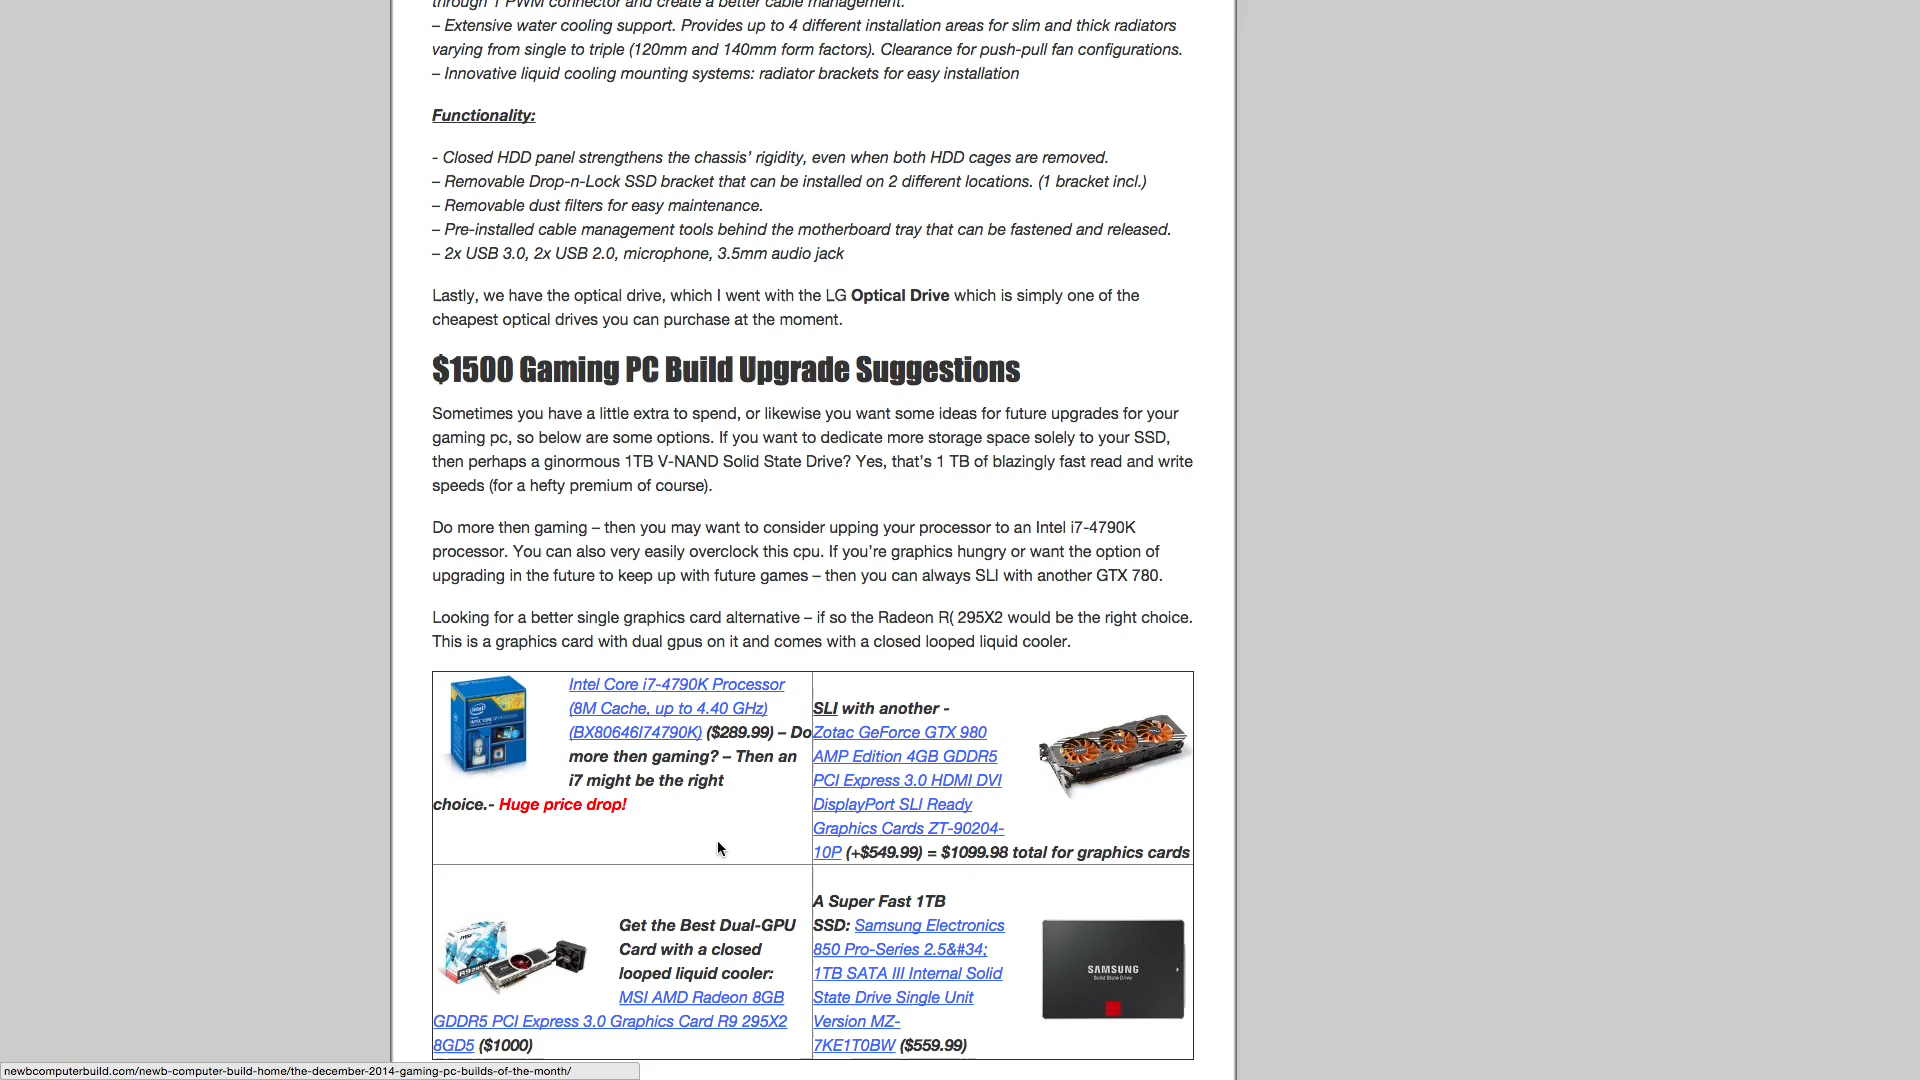 through 1 PWM connector and create a better cable management.
– Extensive water cooling support. Provides up to 4 different installation areas for slim and thick radiators
varying from single to triple (120mm and 140mm form factors). Clearance for push-pull fan configurations.
– Innovative liquid cooling mounting systems: radiator brackets for easy installation
Functionality:
- Closed HDD panel strengthens the chassis’ rigidity, even when both HDD cages are removed.
– Removable Drop-n-Lock SSD bracket that can be installed on 2 different locations. (1 bracket incl.)
– Removable dust filters for easy maintenance.
– Pre-installed cable management tools behind the motherboard tray that can be fastened and released.
– 2x USB 3.0, 2x USB 2.0, microphone, 3.5mm audio jack
Lastly, we have the optical drive, which I went with the LG Optical Drive which is simply one of the
cheapest optical drives you can purchase at the moment.
$1500 Gaming PC Build Upgrade Suggestions
Sometimes you have a little extra to spend, or likewise you want some ideas for future upgrades for your
gaming pc, so below are some options. If you want to dedicate more storage space solely to your SSD,
then perhaps a ginormous 1TB V-NAND Solid State Drive? Yes, that’s 1 TB of blazingly fast read and write
speeds (for a hefty premium of course).
Do more then gaming – then you may want to consider upping your processor to an Intel i7-4790K
processor. You can also very easily overclock this cpu. If you’re graphics hungry or want the option of
upgrading in the future to keep up with future games – then you can always SLI with another GTX 780.
Looking for a better single graphics card alternative – if so the Radeon R( 295X2 would be the right choice.
This is a graphics card with dual gpus on it and comes with a closed looped liquid cooler.
Intel Core i7-4790K Processor
(8M Cache, up to 4.40 GHz)
(BX80646I74790K) ($289.99) – Do
more then gaming? – Then an
i7 might be the right
choice.- Huge price drop!
SLI with another -
Zotac GeForce GTX 980
AMP Edition 4GB GDDR5
PCI Express 3.0 HDMI DVI
DisplayPort SLI Ready
Graphics Cards ZT-90204-
10P (+$549.99) = $1099.98 total for graphics cards
Get the Best Dual-GPU
Card with a closed
looped liquid cooler:
MSI AMD Radeon 8GB
GDDR5 PCI Express 3.0 Graphics Card R9 295X2
8GD5 ($1000)
A Super Fast 1TB
SSD: Samsung Electronics
850 Pro-Series 2.5&#34;
1TB SATA III Internal Solid
State Drive Single Unit
Version MZ-
7KE1T0BW ($559.99)
SAMSUNG
Solid State Drive
newbcomputerbuild.com/newb-computer-build-home/the-december-2014-gaming-pc-builds-of-the-month/